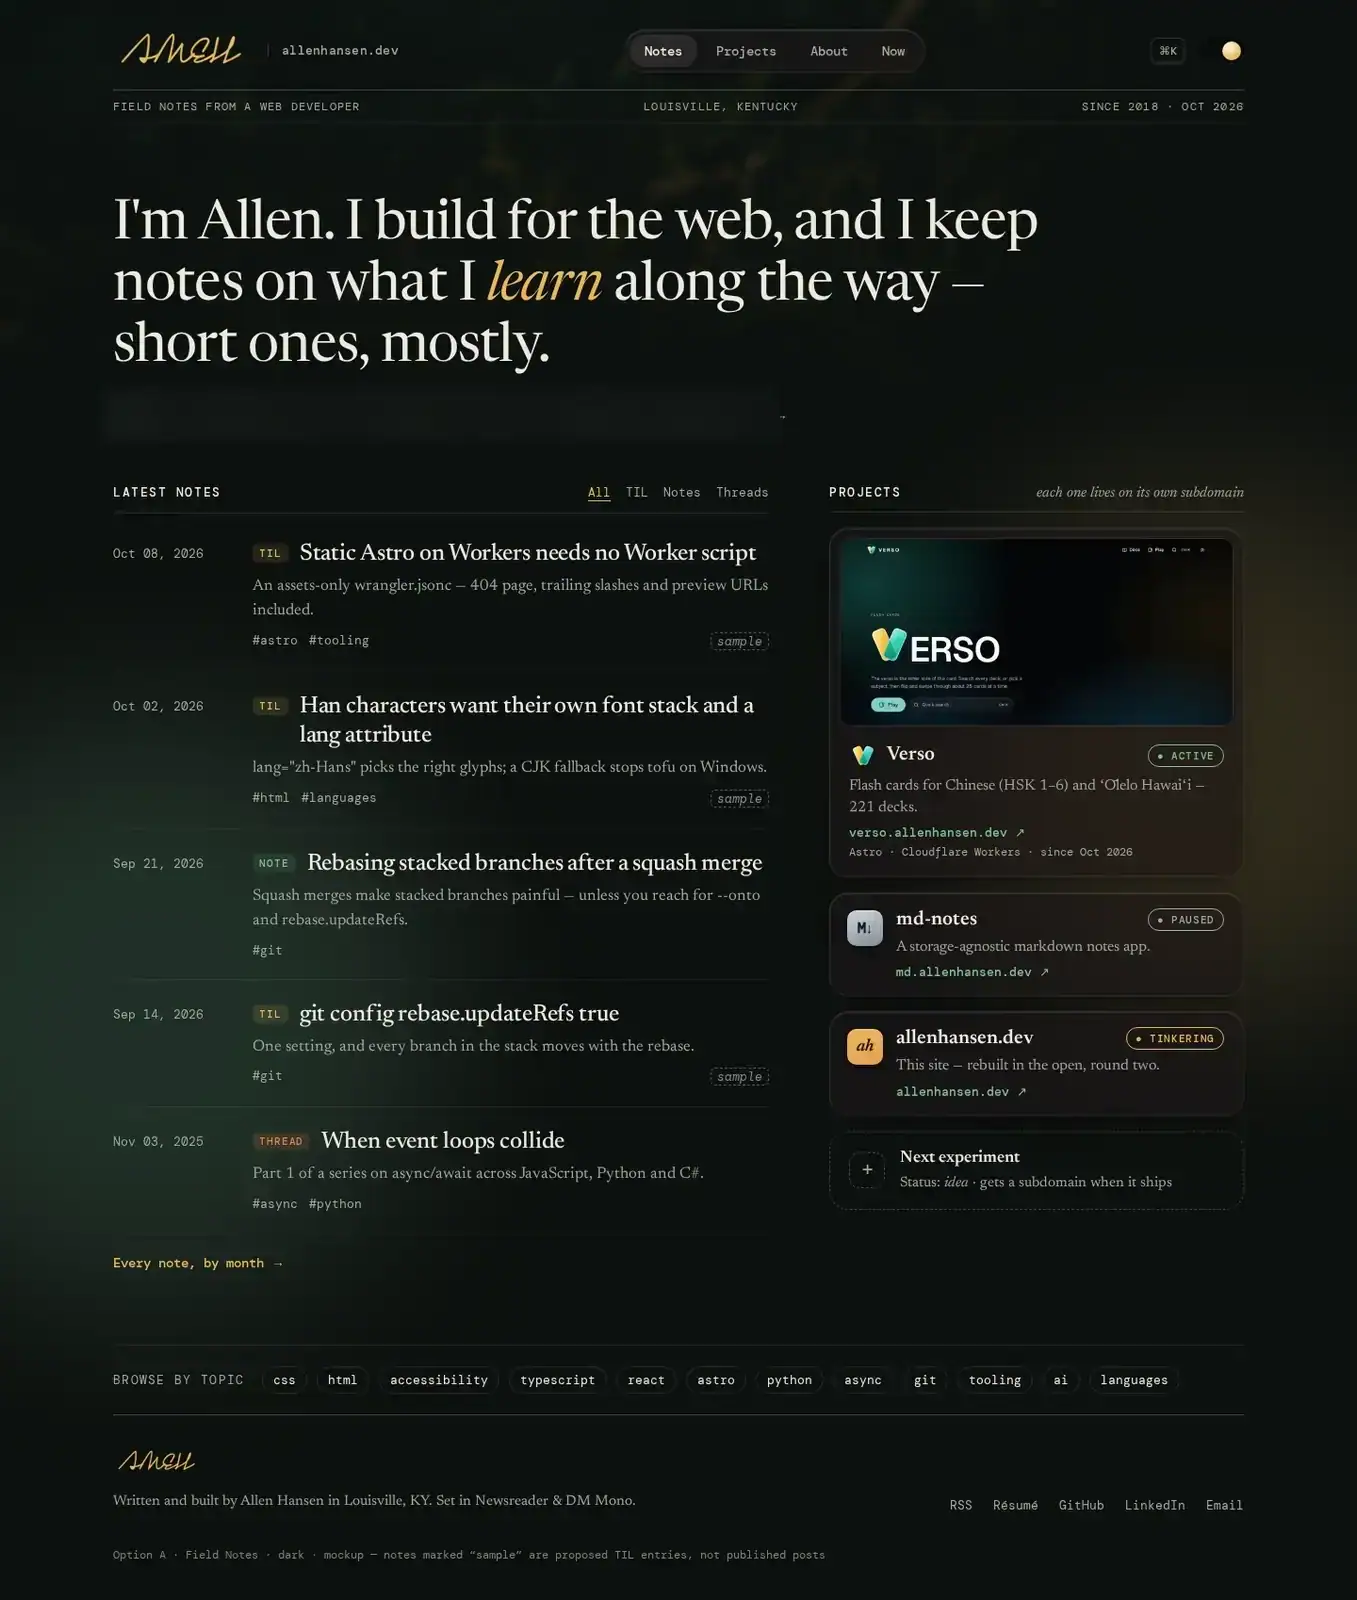 allenhansen.dev
Notes Projects About Now
⌘K
FIELD NOTES FROM A WEB DEVELOPER
LOUISVILLE, KENTUCKY
SINCE 2018 · OCT 2026
I'm Allen. I build for the web, and I keep
notes on what I learn along the way —
short ones, mostly.
→
LATEST NOTES
All TIL Notes Threads
Oct 08, 2026
TIL Static Astro on Workers needs no Worker script
An assets-only wrangler.jsonc — 404 page, trailing slashes and preview URLs
included.
#astro #tooling
sample
Oct 02, 2026
TIL Han characters want their own font stack and a
lang attribute
lang="zh-Hans" picks the right glyphs; a CJK fallback stops tofu on Windows.
#html #languages
sample
Sep 21, 2026
NOTE Rebasing stacked branches after a squash merge
Squash merges make stacked branches painful — unless you reach for --onto
and rebase.updateRefs.
#git
Sep 14, 2026
TIL git config rebase.updateRefs true
One setting, and every branch in the stack moves with the rebase.
#git
sample
Nov 03, 2025
THREAD When event loops collide
Part 1 of a series on async/await across JavaScript, Python and C#.
#async #python
Every note, by month →
PROJECTS
each one lives on its own subdomain
VERSO
Docs Play
VERSO
Play
Verso
• ACTIVE
Flash cards for Chinese (HSK 1–6) and ʻŌlelo Hawaiʻi —
221 decks.
verso.allenhansen.dev ↗
Astro · Cloudflare Workers · since Oct 2026
M↓
md-notes
• PAUSED
A storage-agnostic markdown notes app.
md.allenhansen.dev ↗
ah
allenhansen.dev
• TINKERING
This site — rebuilt in the open, round two.
allenhansen.dev ↗
+
Next experiment
Status: idea · gets a subdomain when it ships
BROWSE BY TOPIC css html accessibility typescript react astro python async git tooling ai languages
Written and built by Allen Hansen in Louisville, KY. Set in Newsreader & DM Mono.
RSS Résumé GitHub LinkedIn Email
Option A · Field Notes · dark · mockup — notes marked “sample” are proposed TIL entries, not published posts